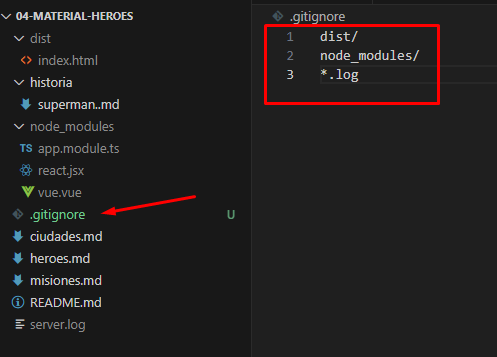 04-MATERIAL-HEROES
dist
index.html
historia
superman..md
node_modules
TS app.module.ts
react.jsx
vue.vue
.gitignore U
ciudades.md
heroes.md
misiones.md
README.md
server.log
.gitignore
1 dist/
2 node_modules/
3 *.log